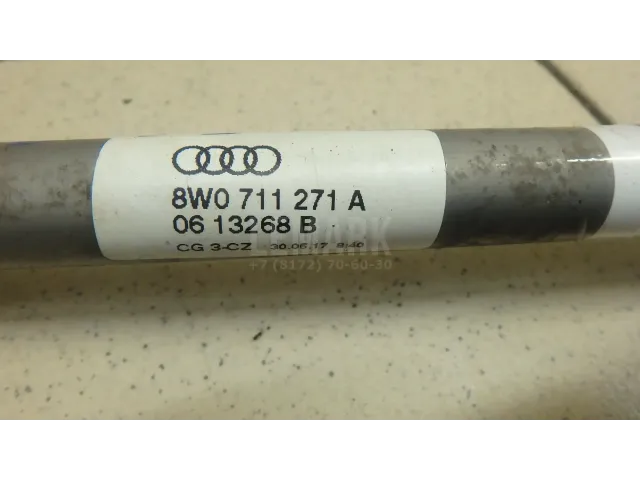 8W0 711 271 A
06 13268 B
CG 3-CZ 30.06.17 8:40
+7 (8172) 70-60-30